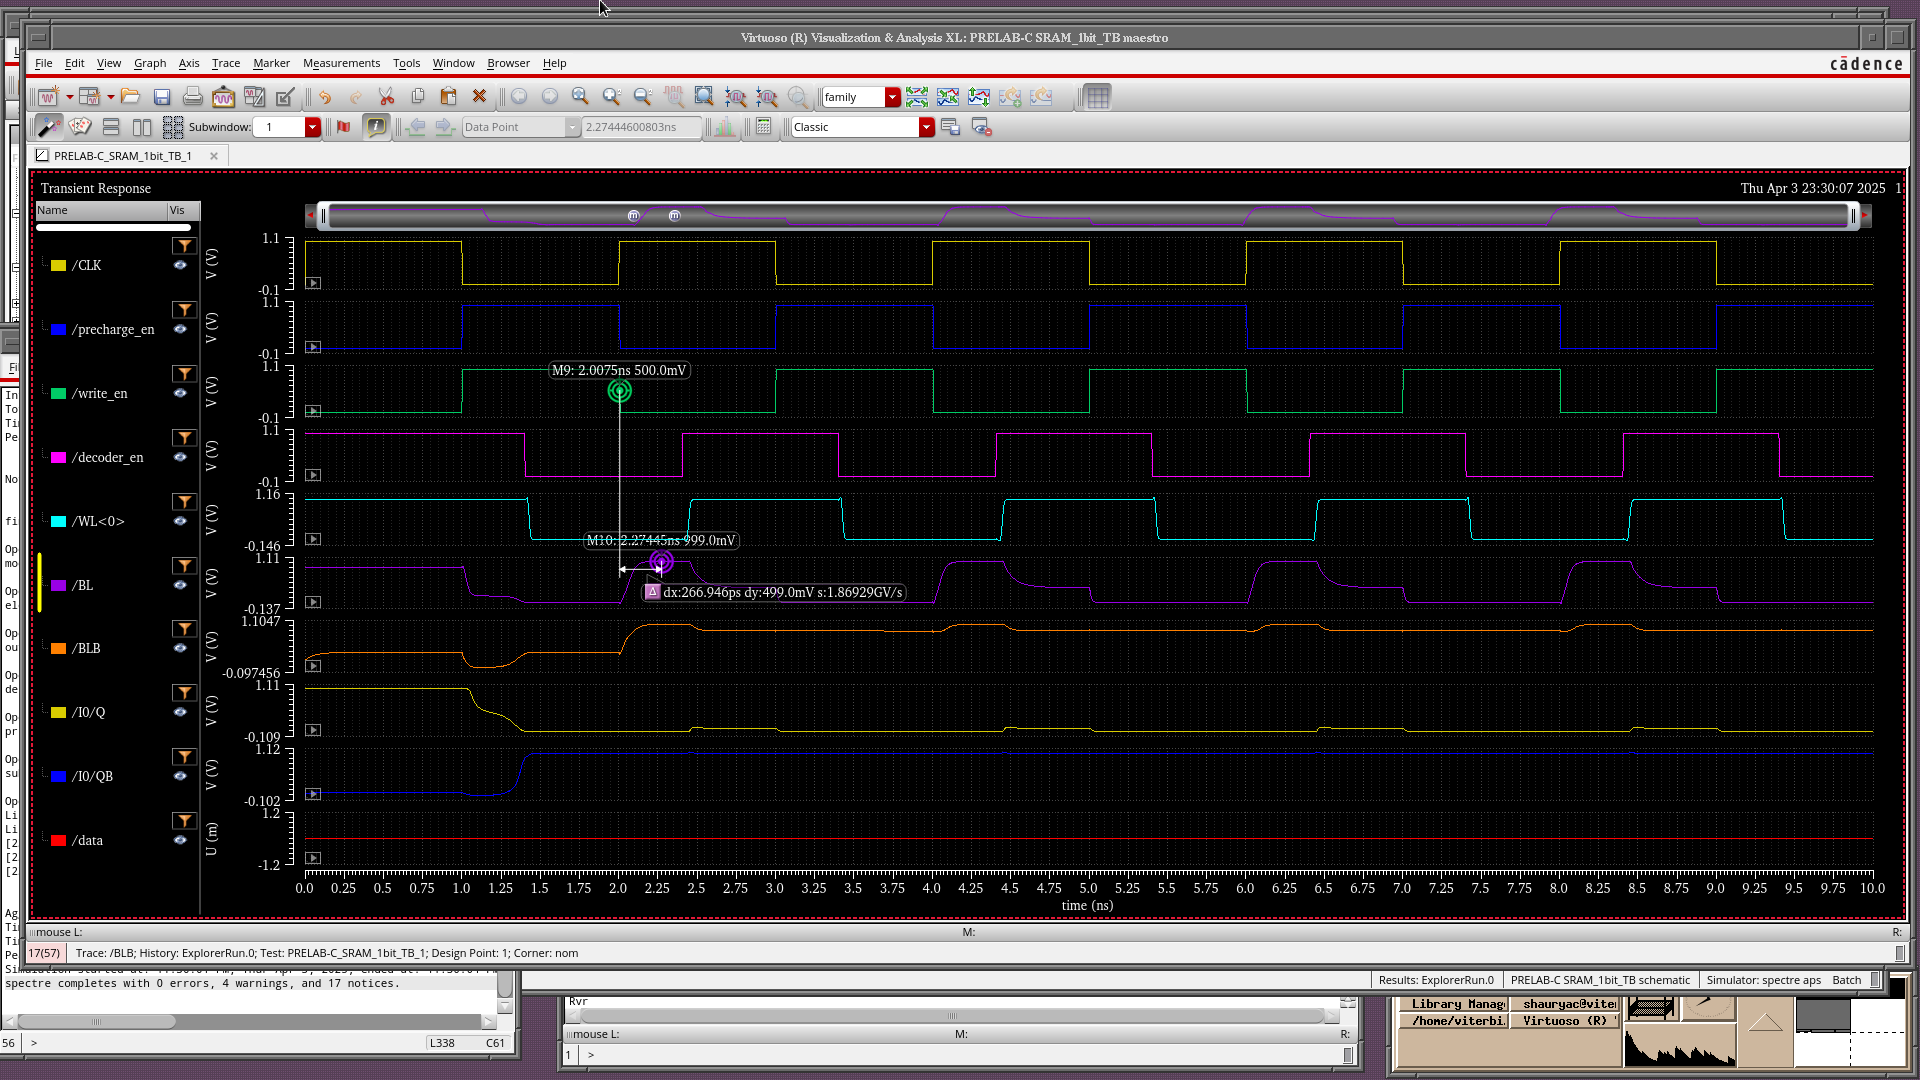 Virtuoso (R) Visualization & Analysis XL: PRELAB-C SRAM_1bit_TB maestro
File Edit View Graph Axis Trace Marker Measurements Tools Window Browser Help
cādence
family
Subwindow: 1
Data Point
2.27444600803ns
Classic
PRELAB-C_SRAM_1bit_TB_1
Transient Response
Thu Apr 3 23:30:07 2025 1
Name Vis
/CLK
V (V)
1.1
-0.1
/precharge_en
V (V)
1.1
-0.1
/write_en
V (V)
1.1
-0.1
M9: 2.0075ns 500.0mV
/decoder_en
V (V)
1.1
-0.1
/WL<0>
V (V)
1.16
-0.146
M10: 2.27445ns 999.0mV
/BL
V (V)
1.11
-0.137
dx:266.946ps dy:499.0mV s:1.86929GV/s
/BLB
V (V)
1.1047
-0.097456
/I0/Q
V (V)
1.11
-0.109
/I0/QB
V (V)
1.12
-0.102
/data
U (m)
1.2
-1.2
0.0 0.25 0.5 0.75 1.0 1.25 1.5 1.75 2.0 2.25 2.5 2.75 3.0 3.25 3.5 3.75 4.0 4.25 4.5 4.75 5.0 5.25 5.5 5.75 6.0 6.25 6.5 6.75 7.0 7.25 7.5 7.75 8.0 8.25 8.5 8.75 9.0 9.25 9.5 9.75 10.0
time (ns)
mouse L: M: R:
17(57) Trace: /BLB; History: ExplorerRun.0; Test: PRELAB-C_SRAM_1bit_TB_1; Design Point: 1; Corner: nom
Results: ExplorerRun.0 PRELAB-C SRAM_1bit_TB schematic Simulator: spectre aps Batch
spectre completes with 0 errors, 4 warnings, and 17 notices.
56 > L338 C61
Rvr
mouse L: M: R:
1 >
Library Manag shauryac@vite
/home/viterbi. Virtuoso (R)